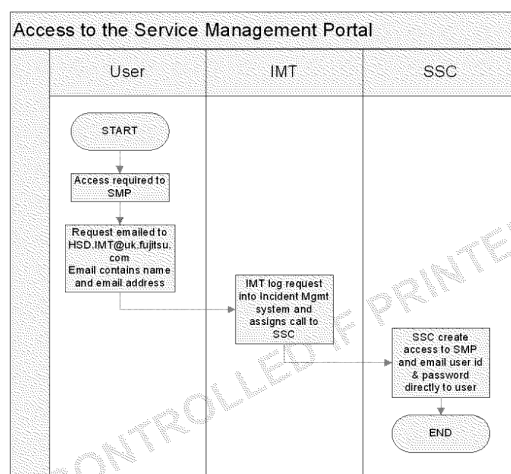 Access to the Service Management Portal
User
IMT
SSC
START
Access required to
SMP
Request emailed to
HSD.IMT@uk.fujitsu.
com
Email contains name
and email address
IMT log request
into Incident Mgmt
system and
assigns call to
SSC
SSC create
access to SMP
and email user id
& password
directly to user
END
CONTROLLED IF PRINTE